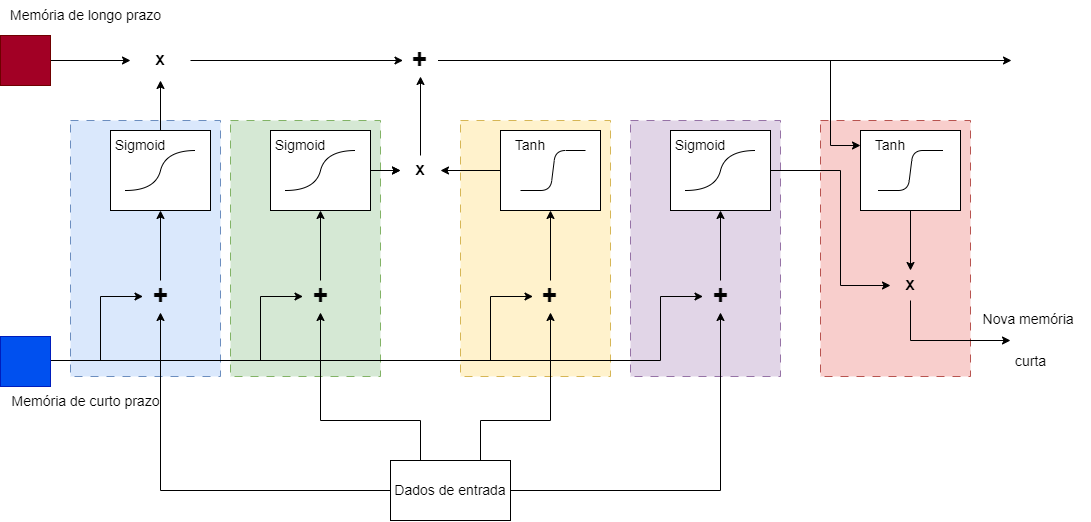 Memória de longo prazo
x
+
Sigmoid
Sigmoid
Tanh
Sigmoid
Tanh
x
+
+
+
+
x
Nova memória
curta
Memória de curto prazo
Dados de entrada